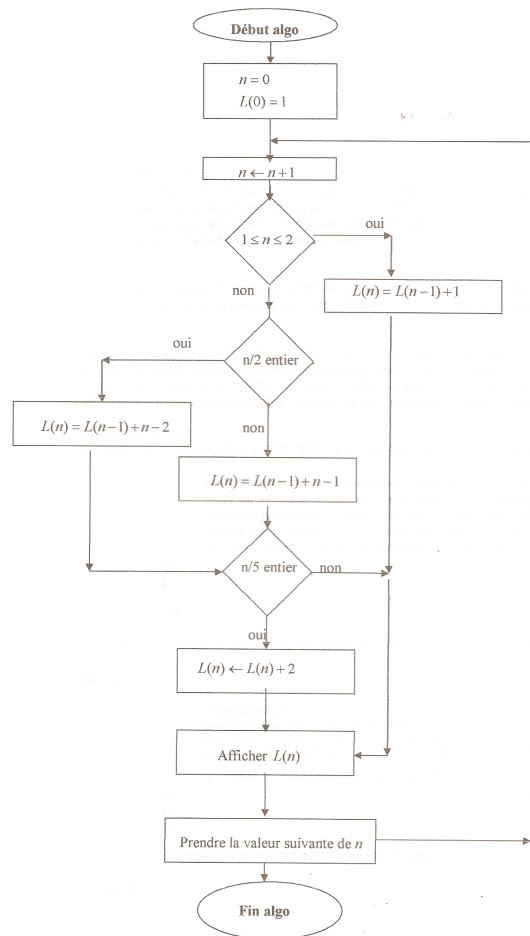 Début algo
n = 0
L(0) = 1
n ← n+1
1 ≤ n ≤ 2
oui
non
L(n) = L(n−1)+1
oui
n/2 entier
L(n) = L(n−1)+n−2
non
L(n) = L(n−1)+n−1
n/5 entier
non
oui
L(n) ← L(n)+2
Afficher L(n)
Prendre la valeur suivante de n
Fin algo